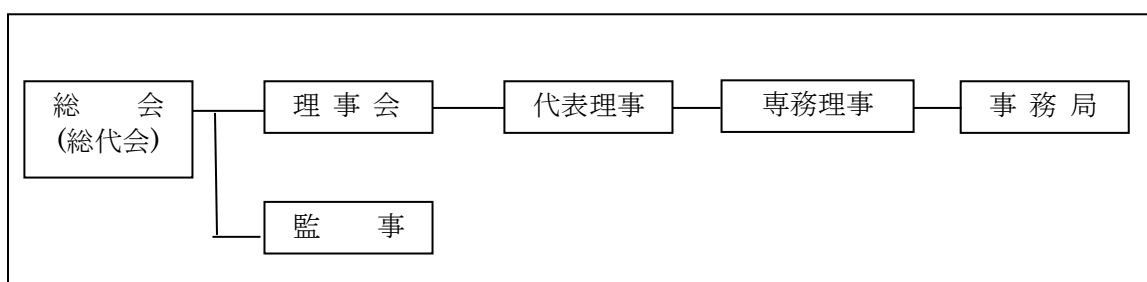 総　　会
(総代会)
理 事 会
代表理事
専務理事
事 務 局
監　　事